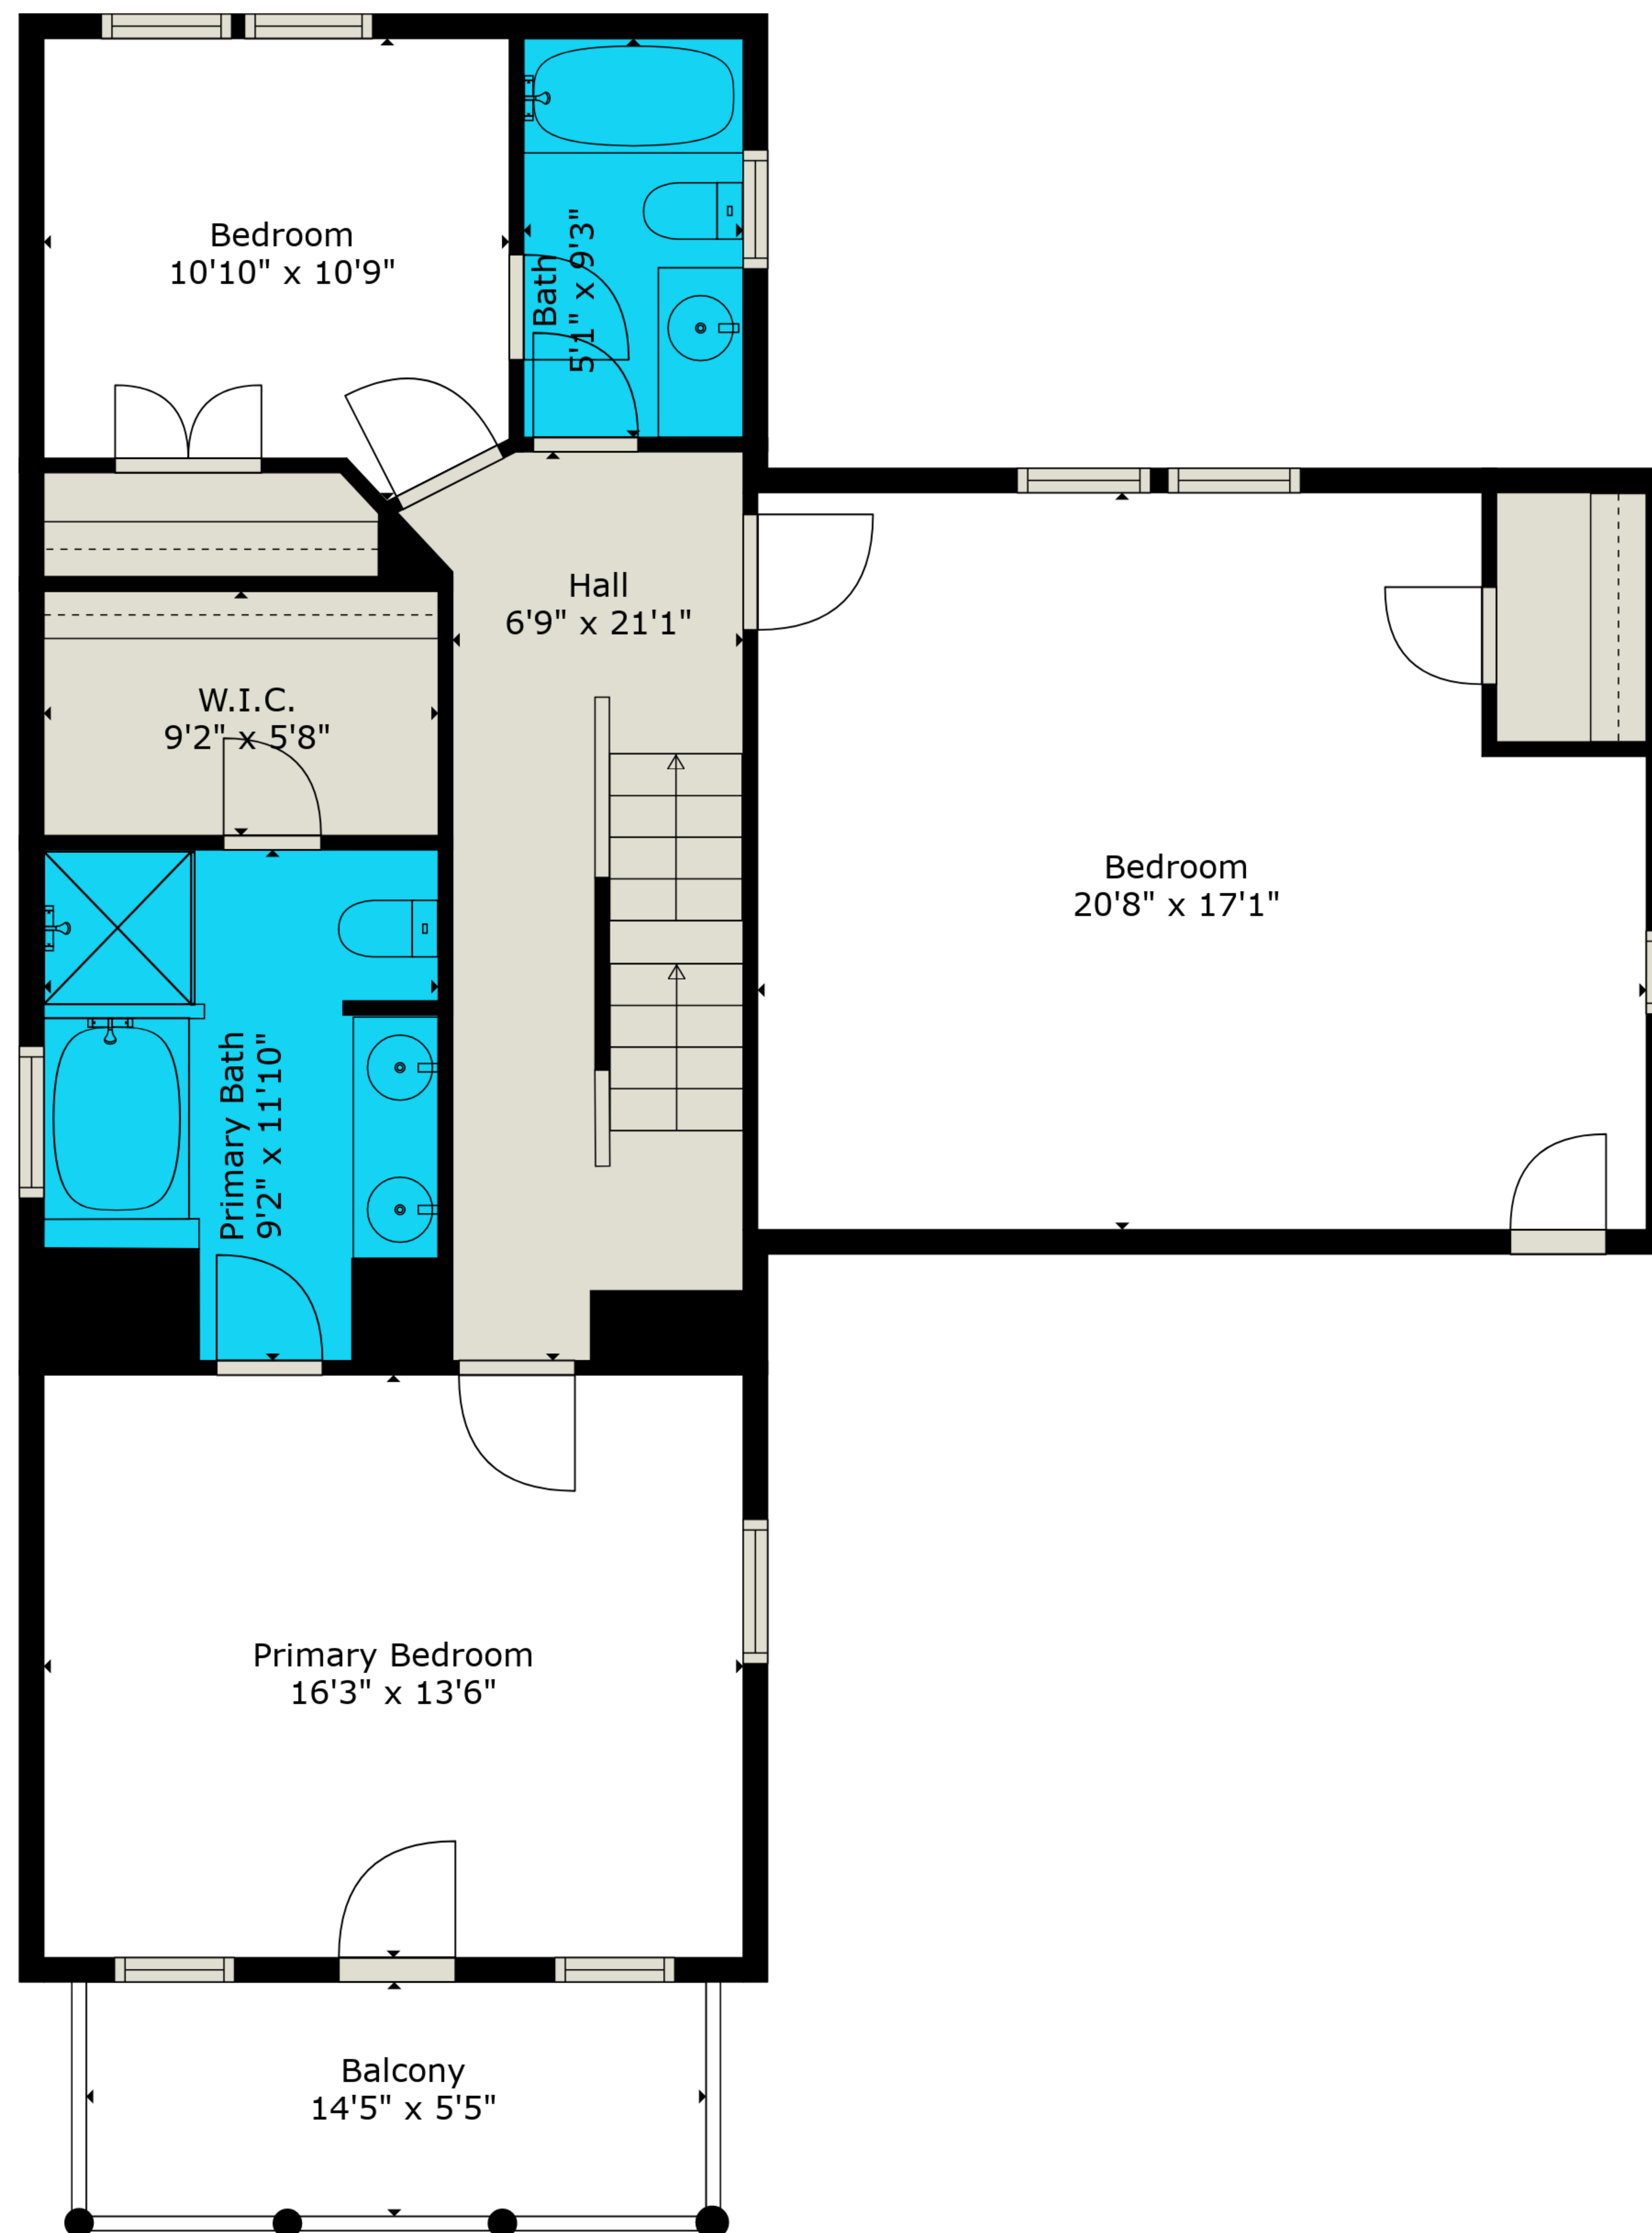 Bedroom
10'10" x 10'9"
Bath
5'1" x 9'3"
Hall
6'9" x 21'1"
W.I.C.
9'2" x 5'8"
Bedroom
20'8" x 17'1"
Primary Bath
9'2" x 11'10"
Primary Bedroom
16'3" x 13'6"
Balcony
14'5" x 5'5"